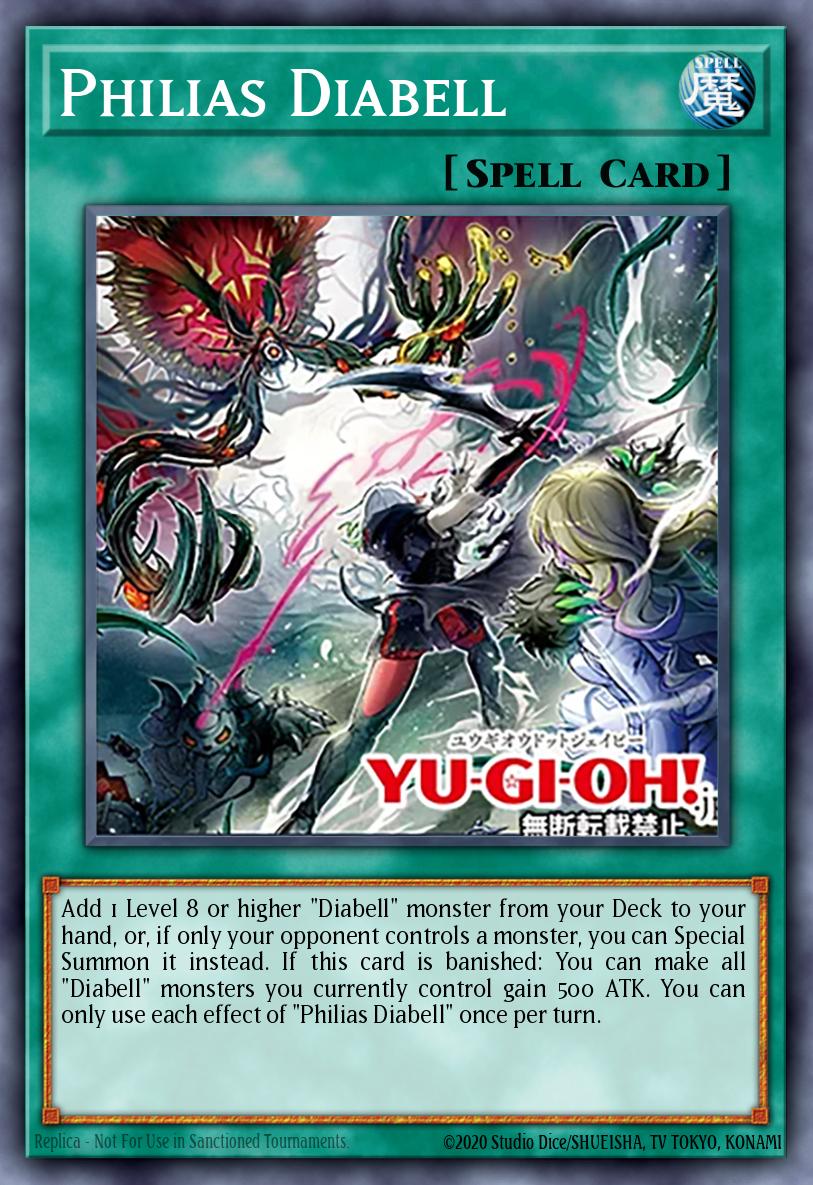 Philias Diabell
SPELL
魔
[ Spell Card ]
ユウギオウドットジェイピー
YU-GI-OH!
無断転載禁止
Add 1 Level 8 or higher "Diabell" monster from your Deck to your
hand, or, if only your opponent controls a monster, you can Special
Summon it instead. If this card is banished: You can make all
"Diabell" monsters you currently control gain 500 ATK. You can
only use each effect of "Philias Diabell" once per turn.
Replica - Not For Use in Sanctioned Tournaments.
©2020 Studio Dice/SHUEISHA, TV TOKYO, KONAMI